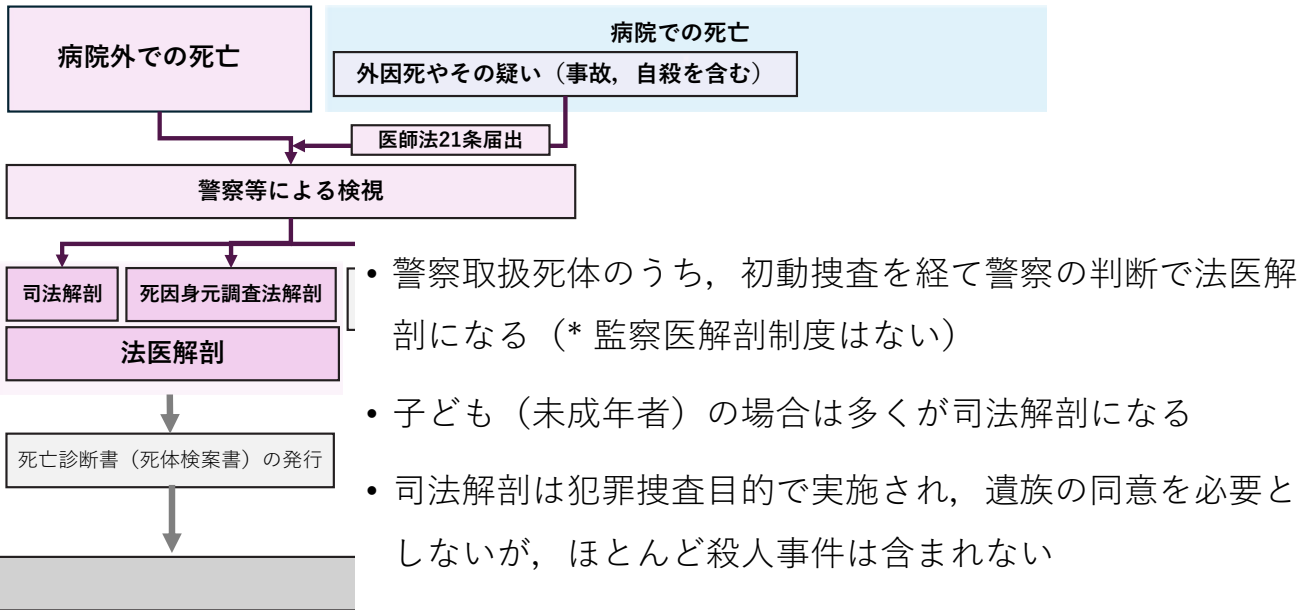 病院外での死亡
病院での死亡
外因死やその疑い（事故，自殺を含む）
医師法21条届出
警察等による検視
司法解剖
死因身元調査法解剖
法医解剖
死亡診断書（死体検案書）の発行
• 警察取扱死体のうち，初動捜査を経て警察の判断で法医解
剖になる（* 監察医解剖制度はない）
• 子ども（未成年者）の場合は多くが司法解剖になる
• 司法解剖は犯罪捜査目的で実施され，遺族の同意を必要と
しないが，ほとんど殺人事件は含まれない